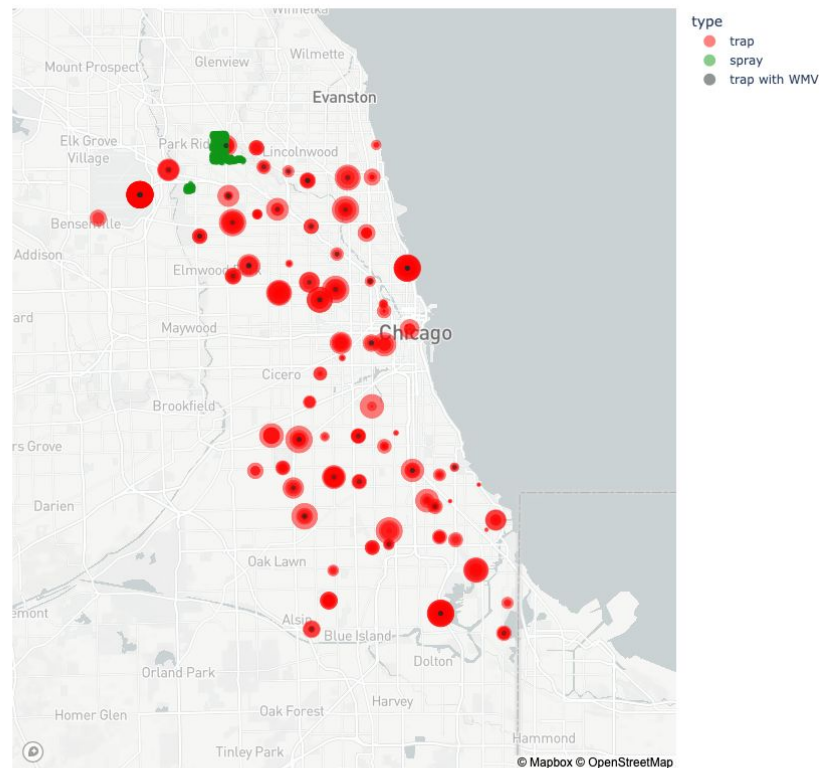 type
trap
spray
trap with WMV
Winnetka
Mount Prospect
Glenview
Wilmette
Evanston
Elk Grove
Village
Park Rid
Lincolnwood
Bensenville
Addison
Elmwood Park
ard
Maywood
Chicago
Cicero
Brookfield
rs Grove
Darien
Oak Lawn
emont
Alsip
Blue Island
Dolton
Orland Park
Harvey
Homer Glen
Oak Forest
Tinley Park
Hammond
© Mapbox © OpenStreetMap